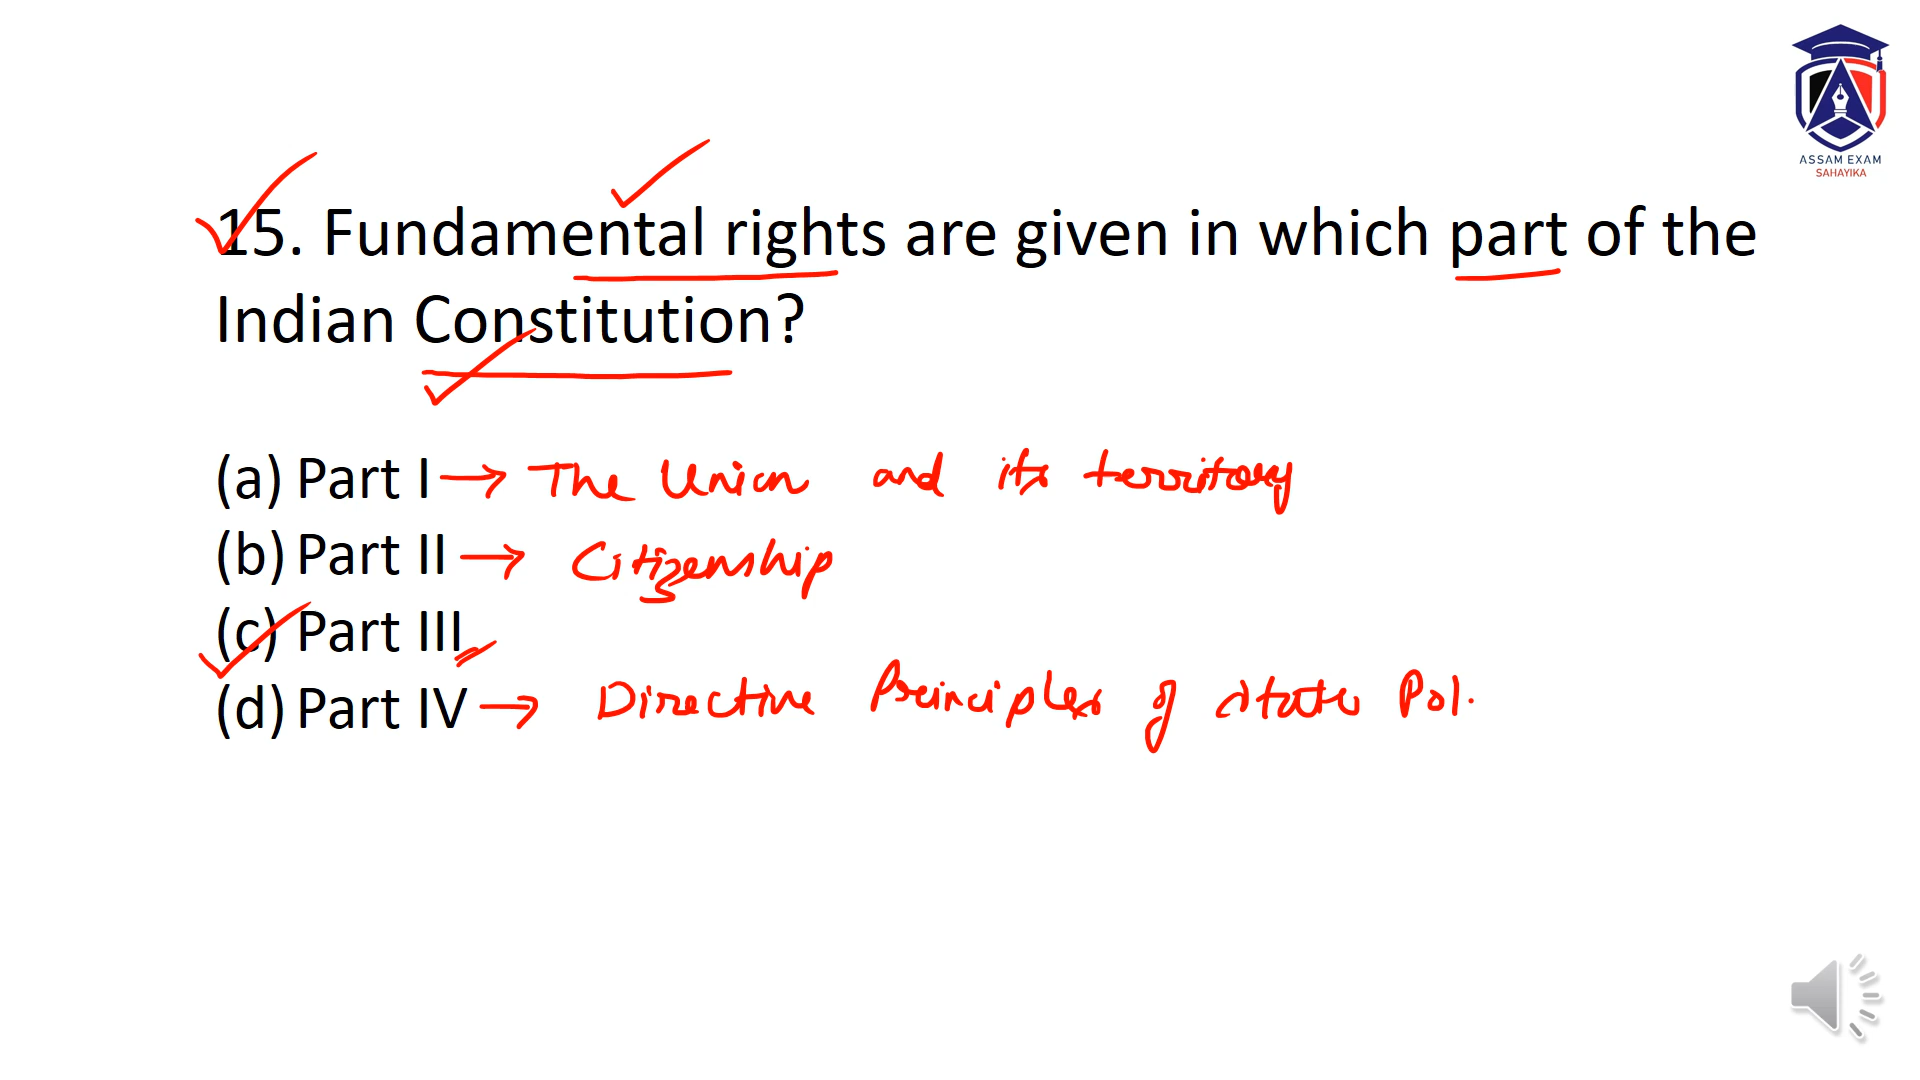 ASSAM EXAM
SAHAYIKA
15. Fundamental rights are given in which part of the
Indian Constitution?
(a) Part I → The Union and its territory
(b) Part II → Citizenship
(c) Part III
(d) Part IV → Directive Principles of State Pol.